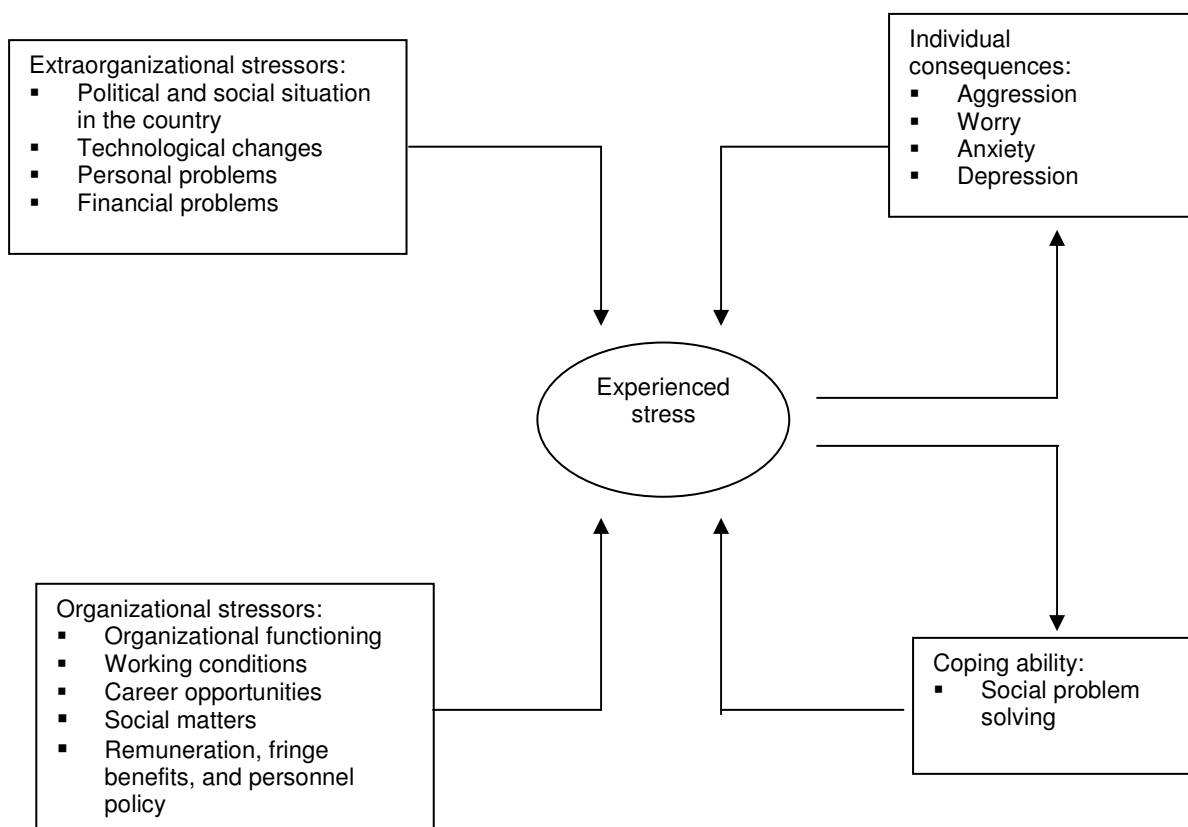 Extraorganizational stressors:
▪ Political and social situation
in the country
▪ Technological changes
▪ Personal problems
▪ Financial problems
Individual
consequences:
▪ Aggression
▪ Worry
▪ Anxiety
▪ Depression
Experienced
stress
Organizational stressors:
▪ Organizational functioning
▪ Working conditions
▪ Career opportunities
▪ Social matters
▪ Remuneration, fringe
benefits, and personnel
policy
Coping ability:
▪ Social problem
solving